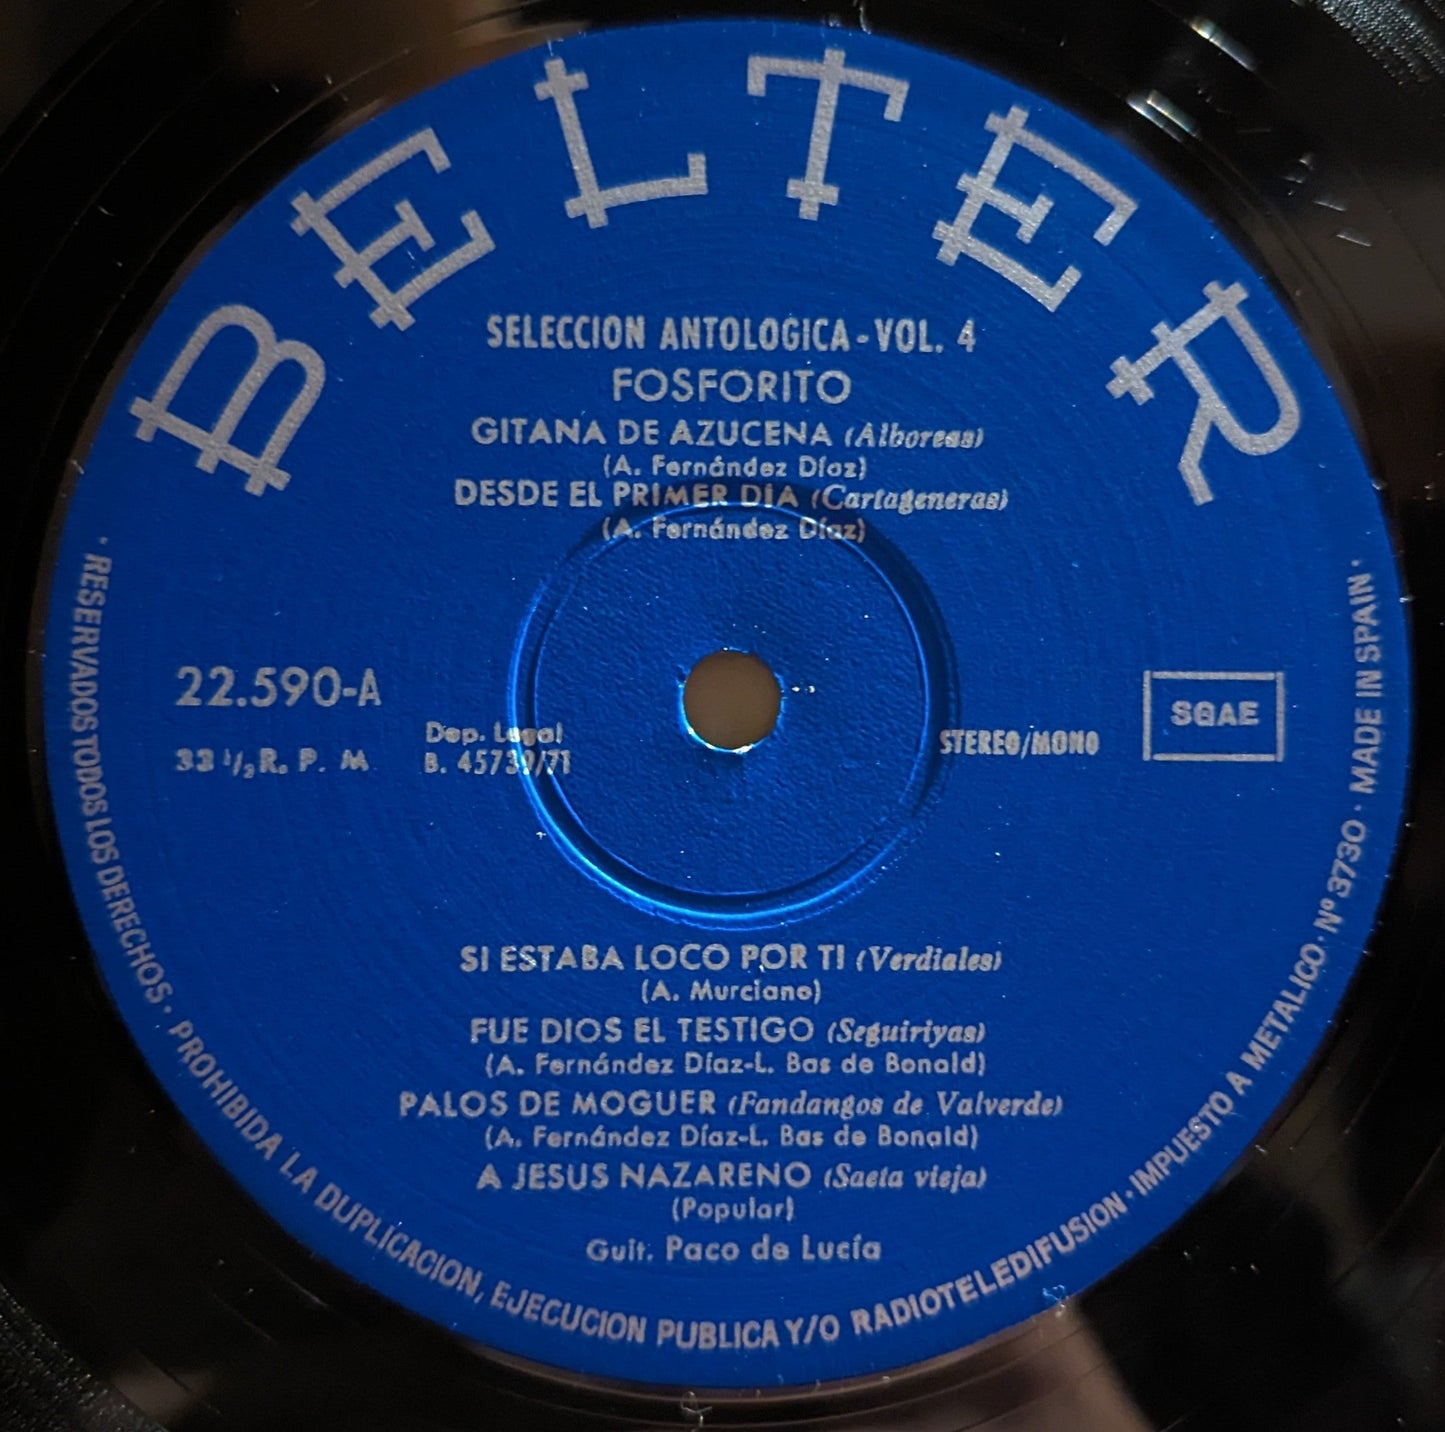 BELTER
SELECCION ANTOLOGICA - VOL. 4
FOSFORITO
GITANA DE AZUCENA (Alboreas)
(A. Fernández Díaz)
DESDE EL PRIMER DIA (Cartageneras)
(A. Fernández Díaz)
22.590-A
33 1/3 R. P. M
Dep. Legal
B. 45739/71
STEREO/MONO
SGAE
SI ESTABA LOCO POR TI (Verdiales)
(A. Murciano)
FUE DIOS EL TESTIGO (Seguiriyas)
(A. Fernández Díaz-L. Bas de Bonald)
PALOS DE MOGUER (Fandangos de Valverde)
(A. Fernández Díaz-L. Bas de Bonald)
A JESUS NAZARENO (Saeta vieja)
(Popular)
Guit. Paco de Lucía
· RESERVADOS TODOS LOS DERECHOS · PROHIBIDA LA DUPLICACION, EJECUCION PUBLICA Y/O RADIOTELEDIFUSION · IMPUESTO A METALICO · Nº 3730 · MADE IN SPAIN ·